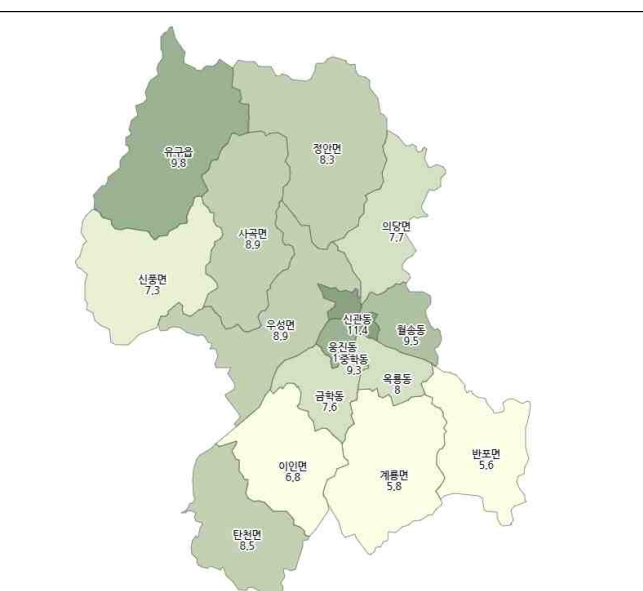 유구읍
9.8
정안면
8.3
의당면
7.7
사곡면
8.9
신풍면
7.3
우성면
8.9
신관동
11.4
월송동
9.5
웅진동
중학동
9.3
옥룡동
8
금학동
7.6
이인면
6.8
계룡면
5.8
반포면
5.6
탄천면
8.5